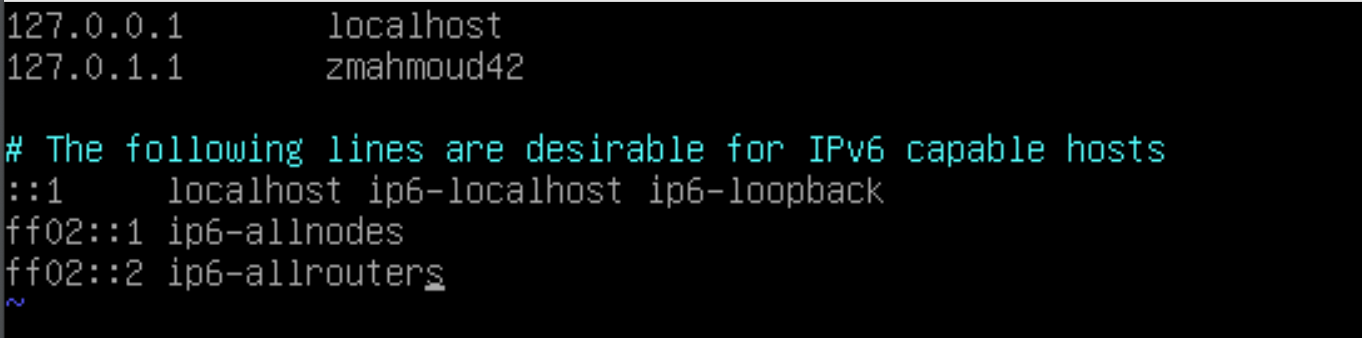 127.0.0.1       localhost
127.0.1.1       zmahmoud42

# The following lines are desirable for IPv6 capable hosts
::1     localhost ip6-localhost ip6-loopback
ff02::1 ip6-allnodes
ff02::2 ip6-allrouters
~